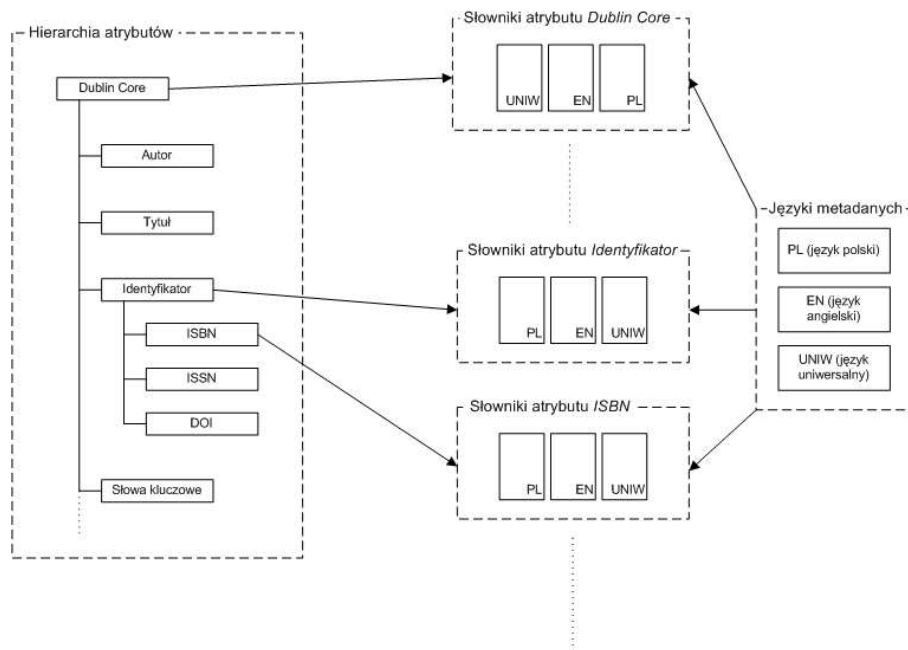 Hierarchia atrybutów
Dublin Core
Autor
Tytuł
Identyfikator
ISBN
ISSN
DOI
Słowa kluczowe
Słowniki atrybutu Dublin Core
UNIW
EN
PL
Słowniki atrybutu Identyfikator
PL
EN
UNIW
Słowniki atrybutu ISBN
PL
EN
UNIW
Języki metadanych
PL (język polski)
EN (język
angielski)
UNIW (język
uniwersalny)